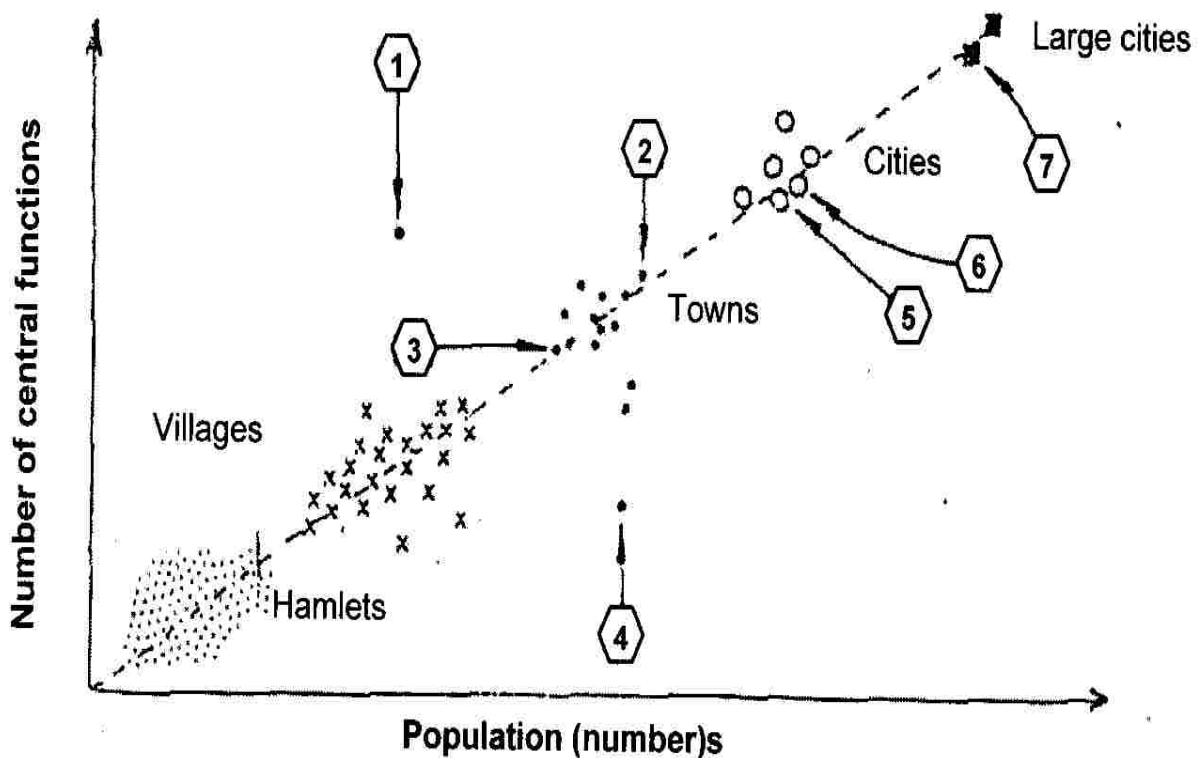 Number of central functions
1
Large cities
2
Cities
7
6
Towns
5
3
Villages
Hamlets
4
Population (number)s